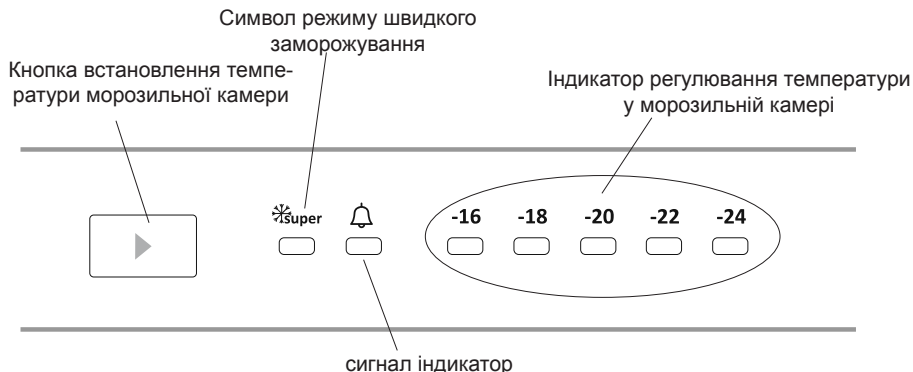 Символ режиму швидкого
заморожування
Кнопка встановлення темпе-
ратури морозильної камери
Індикатор регулювання температури
у морозильній камері
super
-16 -18 -20 -22 -24
сигнал індикатор